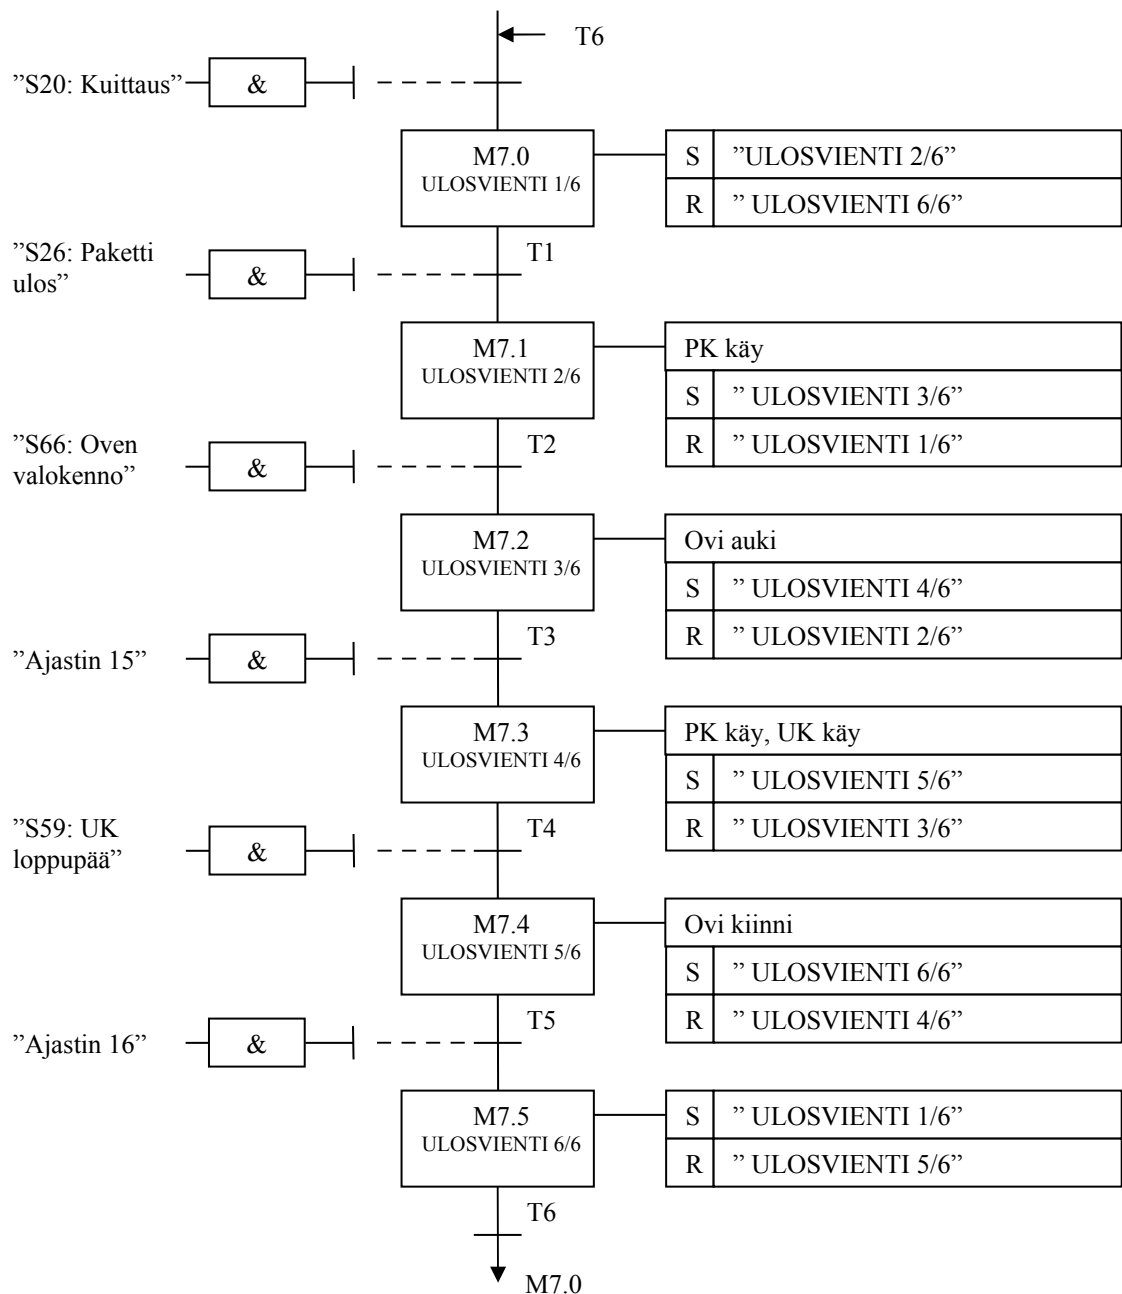 T6
”S20: Kuittaus”
&
M7.0
ULOSVIENTI 1/6
S ”ULOSVIENTI 2/6”
R ” ULOSVIENTI 6/6”
T1
”S26: Paketti
ulos”
&
M7.1
ULOSVIENTI 2/6
PK käy
S ” ULOSVIENTI 3/6”
R ” ULOSVIENTI 1/6”
T2
”S66: Oven
valokenno”
&
M7.2
ULOSVIENTI 3/6
Ovi auki
S ” ULOSVIENTI 4/6”
R ” ULOSVIENTI 2/6”
T3
”Ajastin 15”
&
M7.3
ULOSVIENTI 4/6
PK käy, UK käy
S ” ULOSVIENTI 5/6”
R ” ULOSVIENTI 3/6”
T4
”S59: UK
loppupää”
&
M7.4
ULOSVIENTI 5/6
Ovi kiinni
S ” ULOSVIENTI 6/6”
R ” ULOSVIENTI 4/6”
T5
”Ajastin 16”
&
M7.5
ULOSVIENTI 6/6
S ” ULOSVIENTI 1/6”
R ” ULOSVIENTI 5/6”
T6
M7.0